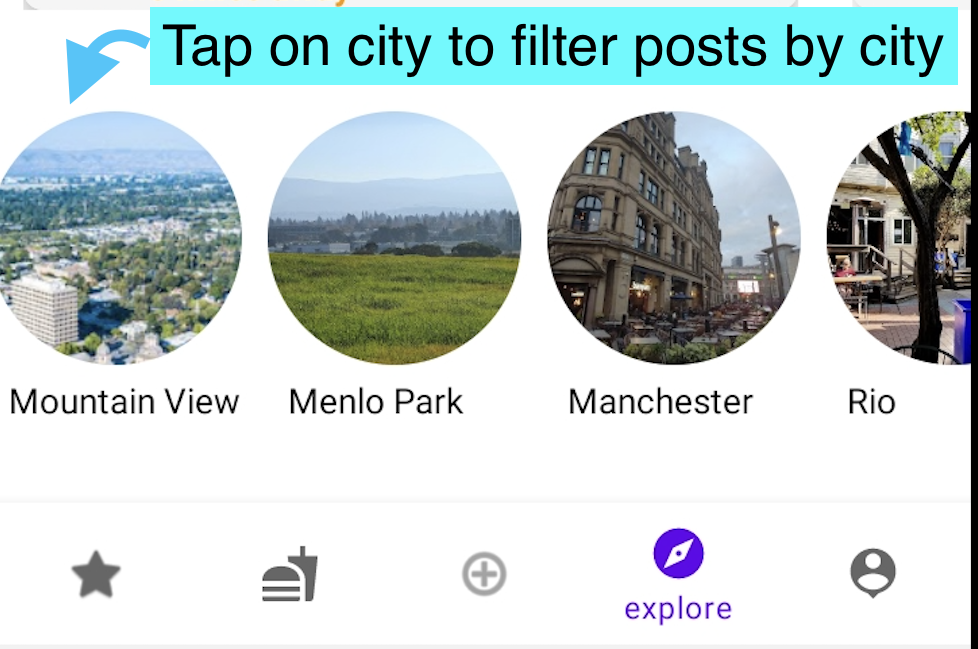 Tap on city to filter posts by city
Mountain View
Menlo Park
Manchester
Rio
explore